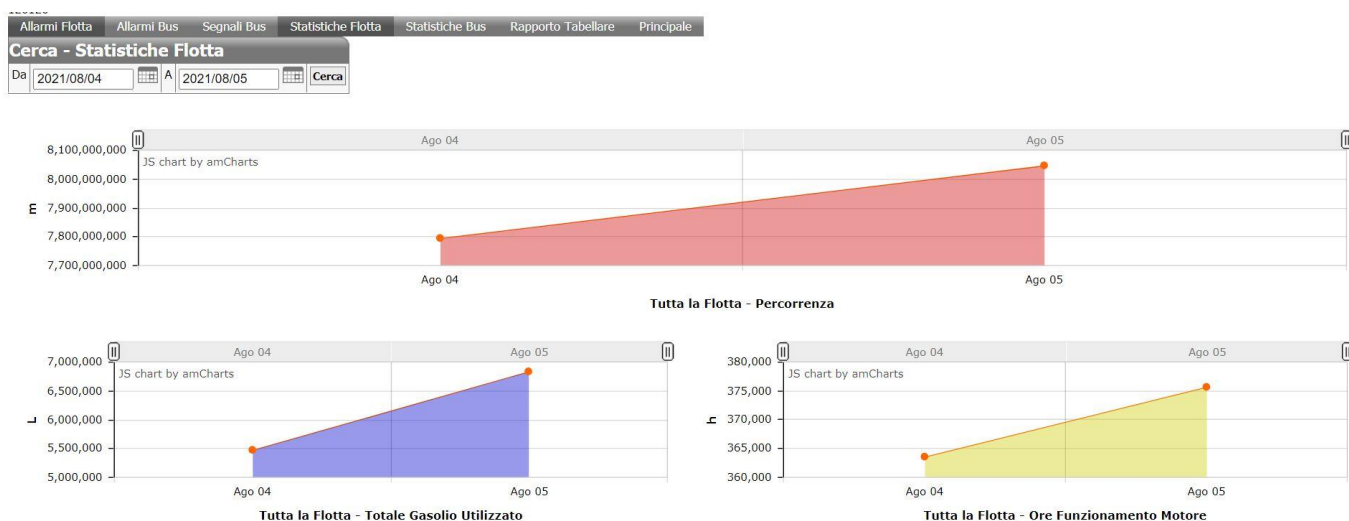 Allarmi Flotta Allarmi Bus Segnali Bus Statistiche Flotta Statistiche Bus Rapporto Tabellare Principale
Cerca - Statistiche Flotta
Da 2021/08/04 A 2021/08/05 Cerca
Ago 04 Ago 05
JS chart by amCharts
8,100,000,000
8,000,000,000
7,900,000,000
7,800,000,000
7,700,000,000
m
Ago 04 Ago 05
Tutta la Flotta - Percorrenza
Ago 04 Ago 05
JS chart by amCharts
7,000,000
6,500,000
6,000,000
5,500,000
5,000,000
L
Ago 04 Ago 05
Tutta la Flotta - Totale Gasolio Utilizzato
Ago 04 Ago 05
JS chart by amCharts
380,000
375,000
370,000
365,000
360,000
h
Ago 04 Ago 05
Tutta la Flotta - Ore Funzionamento Motore